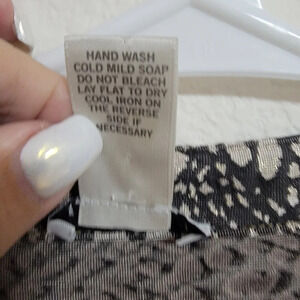 HAND WASH
COLD MILD SOAP
DO NOT BLEACH
LAY FLAT TO DRY
COOL IRON ON
THE REVERSE
SIDE IF
NECESSARY